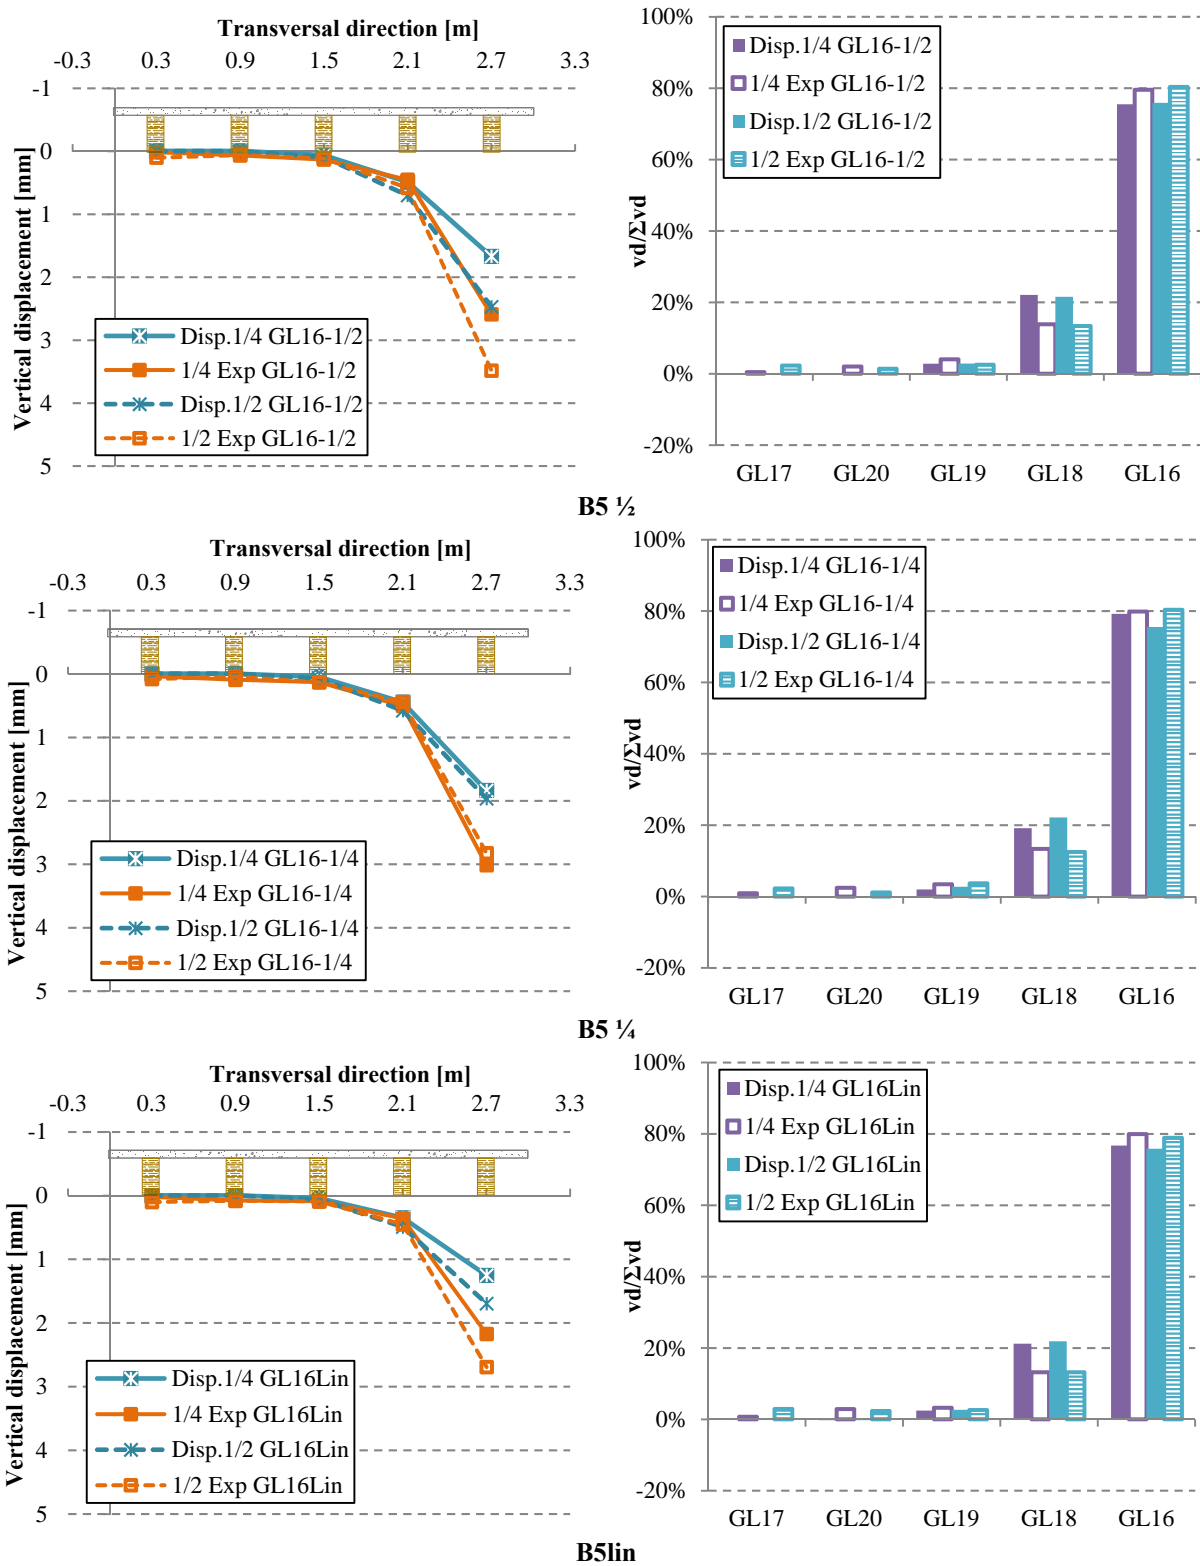 Transversal direction [m]
-0.3 0.3 0.9 1.5 2.1 2.7 3.3
Vertical displacement [mm]
-1
0
1
2
3
4
5
Disp.1/4 GL16-1/2
1/4 Exp GL16-1/2
Disp.1/2 GL16-1/2
1/2 Exp GL16-1/2
vd/Σvd
100%
80%
60%
40%
20%
0%
-20%
Disp.1/4 GL16-1/2
1/4 Exp GL16-1/2
Disp.1/2 GL16-1/2
1/2 Exp GL16-1/2
GL17 GL20 GL19 GL18 GL16
B5 ½
Transversal direction [m]
-0.3 0.3 0.9 1.5 2.1 2.7 3.3
Vertical displacement [mm]
-1
0
1
2
3
4
5
Disp.1/4 GL16-1/4
1/4 Exp GL16-1/4
Disp.1/2 GL16-1/4
1/2 Exp GL16-1/4
vd/Σvd
100%
80%
60%
40%
20%
0%
-20%
Disp.1/4 GL16-1/4
1/4 Exp GL16-1/4
Disp.1/2 GL16-1/4
1/2 Exp GL16-1/4
GL17 GL20 GL19 GL18 GL16
B5 ¼
Transversal direction [m]
-0.3 0.3 0.9 1.5 2.1 2.7 3.3
Vertical displacement [mm]
-1
0
1
2
3
4
5
Disp.1/4 GL16Lin
1/4 Exp GL16Lin
Disp.1/2 GL16Lin
1/2 Exp GL16Lin
vd/Σvd
100%
80%
60%
40%
20%
0%
-20%
Disp.1/4 GL16Lin
1/4 Exp GL16Lin
Disp.1/2 GL16Lin
1/2 Exp GL16Lin
GL17 GL20 GL19 GL18 GL16
B5lin